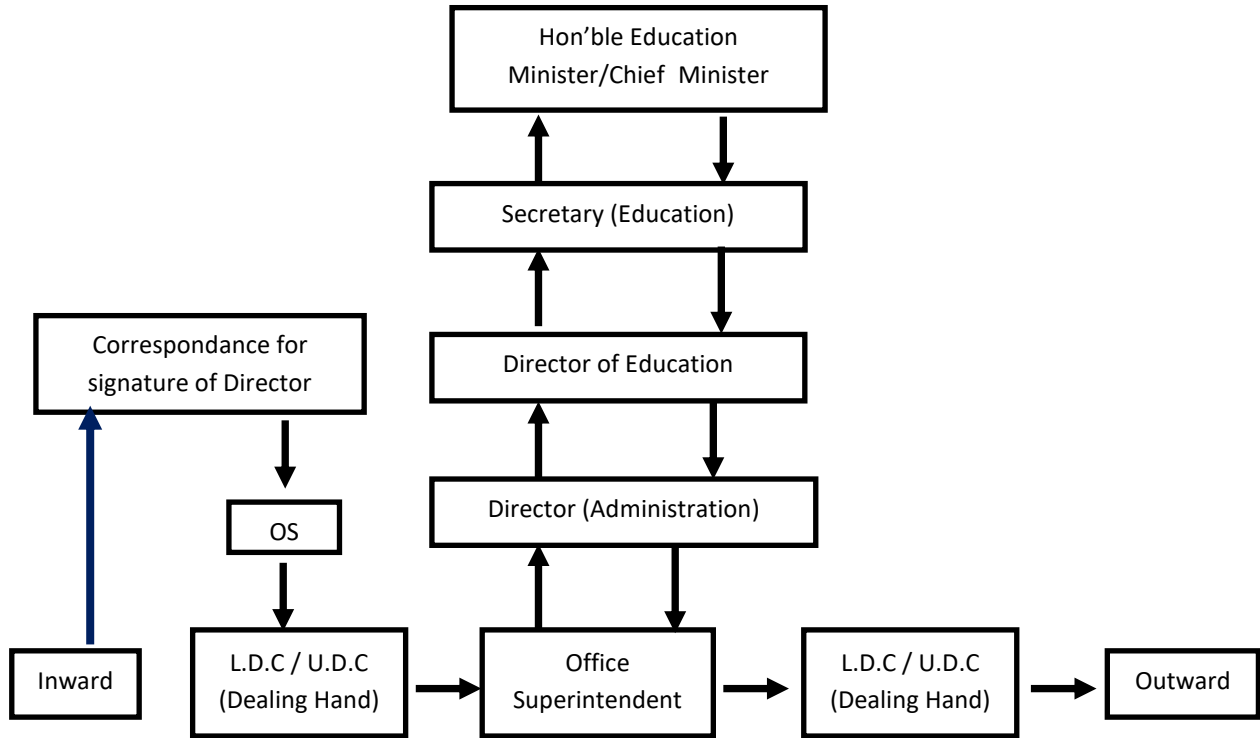 Hon’ble Education
Minister/Chief Minister
Secretary (Education)
Director of Education
Correspondance for
signature of Director
Director (Administration)
OS
Inward
L.D.C / U.D.C
(Dealing Hand)
Office
Superintendent
L.D.C / U.D.C
(Dealing Hand)
Outward